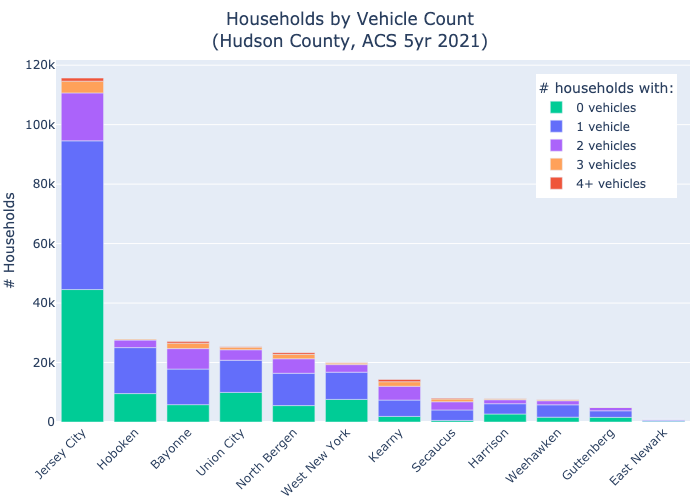 Households by Vehicle Count
(Hudson County, ACS 5yr 2021)
# Households
120k
100k
80k
60k
40k
20k
0
# households with:
0 vehicles
1 vehicle
2 vehicles
3 vehicles
4+ vehicles
Jersey City
Hoboken
Bayonne
Union City
North Bergen
West New York
Kearny
Secaucus
Harrison
Weehawken
Guttenberg
East Newark